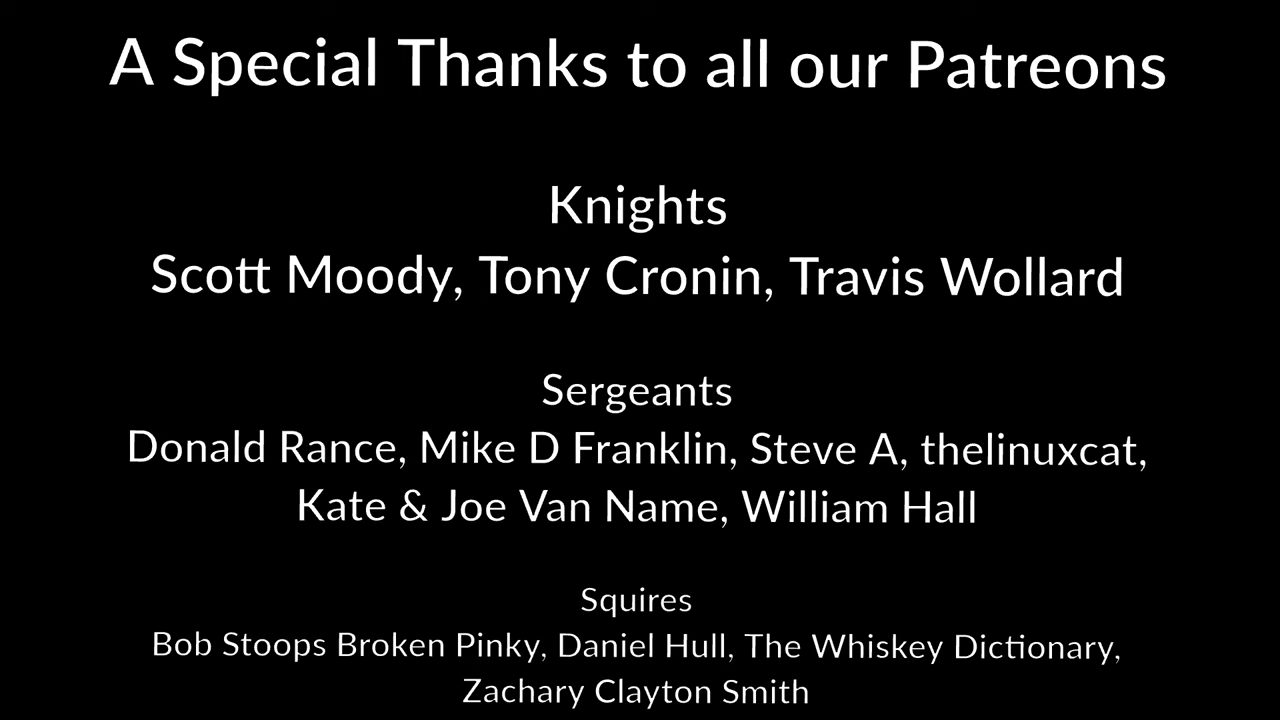 A Special Thanks to all our Patreons
Knights
Scott Moody, Tony Cronin, Travis Wollard
Sergeants
Donald Rance, Mike D Franklin, Steve A, thelinuxcat,
Kate & Joe Van Name, William Hall
Squires
Bob Stoops Broken Pinky, Daniel Hull, The Whiskey Dictionary,
Zachary Clayton Smith